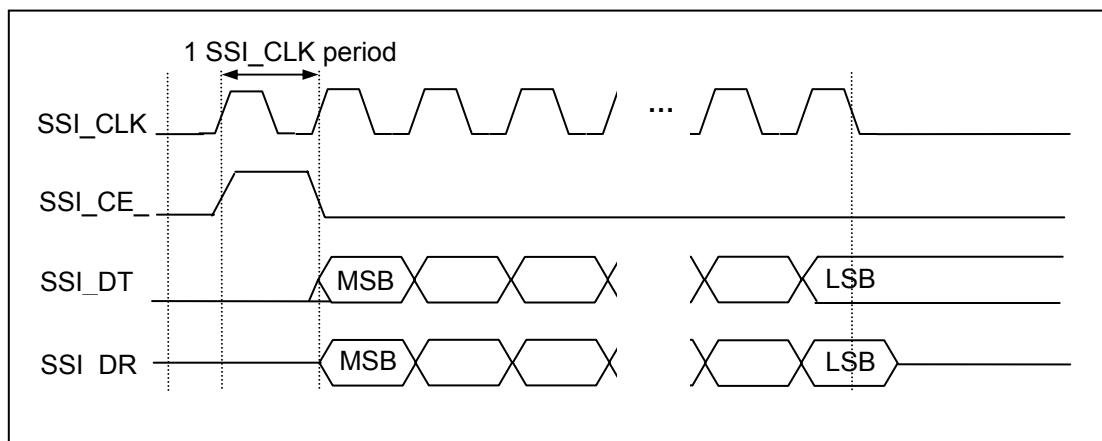 1 SSI_CLK period
SSI_CLK
...
SSI_CE_
SSI_DT
MSB
LSB
SSI DR
MSB
LSB